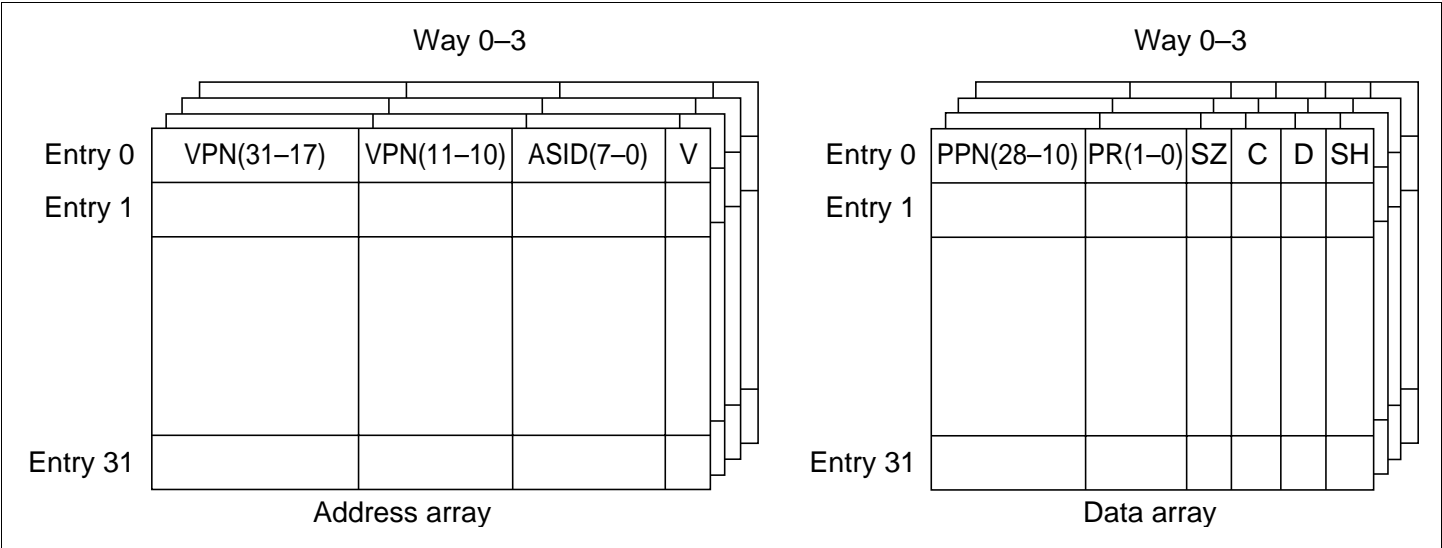 Way 0–3
Entry 0 VPN(31–17) VPN(11–10) ASID(7–0) V
Entry 1
Entry 31
Address array
Way 0–3
Entry 0 PPN(28–10) PR(1–0) SZ C D SH
Entry 1
Entry 31
Data array